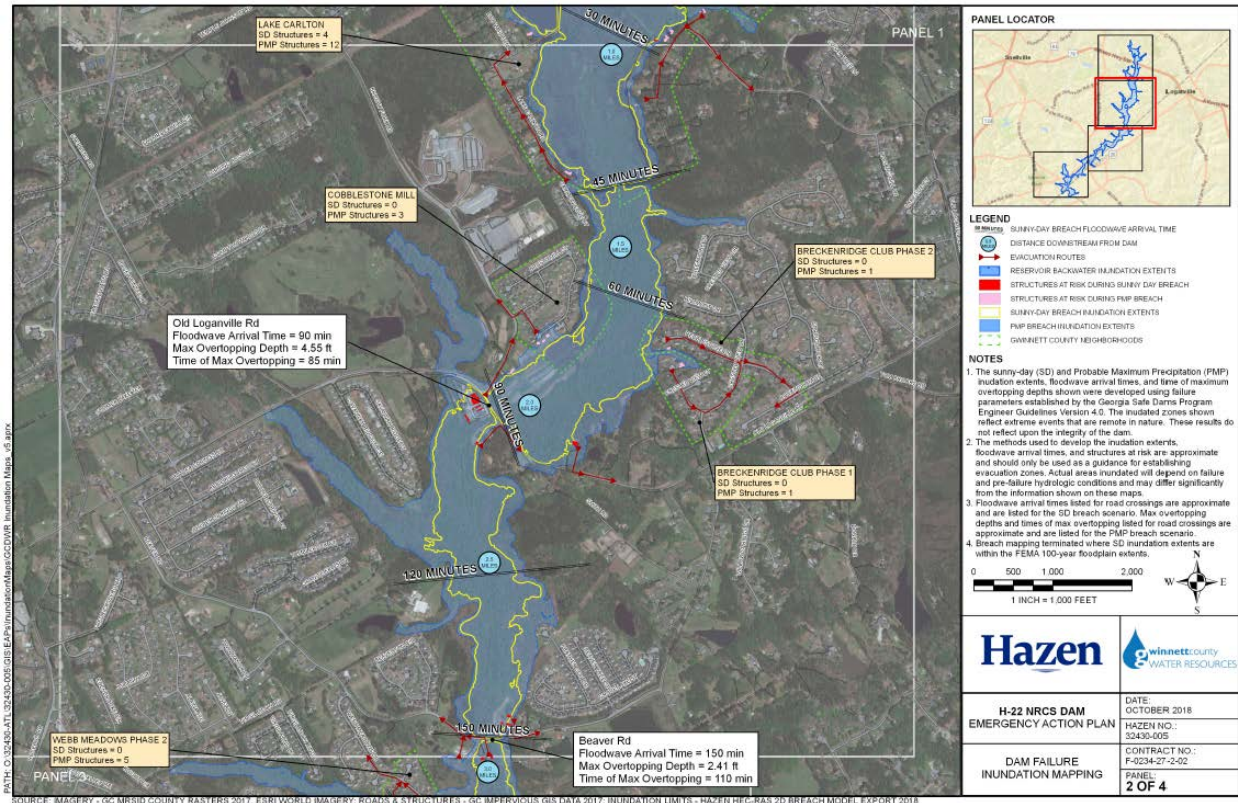 LAKE CARLTON
SD Structures = 4
PMP Structures = 12
30 MINUTES
1.0
MILES
PANEL 1
45 MINUTES
COBBLESTONE MILL
SD Structures = 0
PMP Structures = 3
1.5
MILES
BRECKENRIDGE CLUB PHASE 2
SD Structures = 0
PMP Structures = 1
60 MINUTES
Old Loganville Rd
Floodwave Arrival Time = 90 min
Max Overtopping Depth = 4.55 ft
Time of Max Overtopping = 85 min
90 MINUTES
2.0
MILES
BRECKENRIDGE CLUB PHASE 1
SD Structures = 0
PMP Structures = 1
2.5
MILES
120 MINUTES
150 MINUTES
WEBB MEADOWS PHASE 2
SD Structures = 0
PMP Structures = 5
Beaver Rd
Floodwave Arrival Time = 150 min
Max Overtopping Depth = 2.41 ft
Time of Max Overtopping = 110 min
3.0
MILES
PANEL 3
SOURCE: IMAGERY - GC MRSID COUNTY RASTERS 2017, ESRI WORLD IMAGERY; ROADS & STRUCTURES - GC IMPERVIOUS GIS DATA 2017; INUNDATION LIMITS - HAZEN HEC-RAS 2D BREACH MODEL EXPORT 2018
PANEL LOCATOR
Snellville
Loganville
LEGEND
SUNNY-DAY BREACH FLOODWAVE ARRIVAL TIME
DISTANCE DOWNSTREAM FROM DAM
EVACUATION ROUTES
RESERVOIR BACKWATER INUNDATION EXTENTS
STRUCTURES AT RISK DURING SUNNY DAY BREACH
STRUCTURES AT RISK DURING PMP BREACH
SUNNY-DAY BREACH INUNDATION EXTENTS
PMP BREACH INUNDATION EXTENTS
GWINNETT COUNTY NEIGHBORHOODS
NOTES
1. The sunny-day (SD) and Probable Maximum Precipitation (PMP)
inudation extents, floodwave arrival times, and time of maximum
overtopping depths shown were developed using failure
parameters established by the Georgia Safe Dams Program
Engineer Guidelines Version 4.0. The inudated zones shown
reflect extreme events that are remote in nature. These results do
not reflect upon the integrity of the dam.
2. The methods used to develop the inudation extents,
floodwave arrival times, and structures at risk are approximate
and should only be used as a guidance for establishing
evacuation zones. Actual areas inundated will depend on failure
and pre-failure hydrologic conditions and may differ significantly
from the information shown on these maps.
3. Floodwave arrival times listed for road crossings are approximate
and are listed for the SD breach scenario. Max overtopping
depths and times of max overtopping listed for road crossings are
approximate and are listed for the PMP breach scenario.
4. Breach mapping terminated where SD inundation extents are
within the FEMA 100-year floodplain extents.
0 500 1,000 2,000
1 INCH = 1,000 FEET
N
W E
S
Hazen
gwinnettcounty
WATER RESOURCES
H-22 NRCS DAM
EMERGENCY ACTION PLAN
DATE:
OCTOBER 2018
HAZEN NO.:
32430-005
DAM FAILURE
INUNDATION MAPPING
CONTRACT NO.:
F-0234-27-2-02
PANEL:
2 OF 4